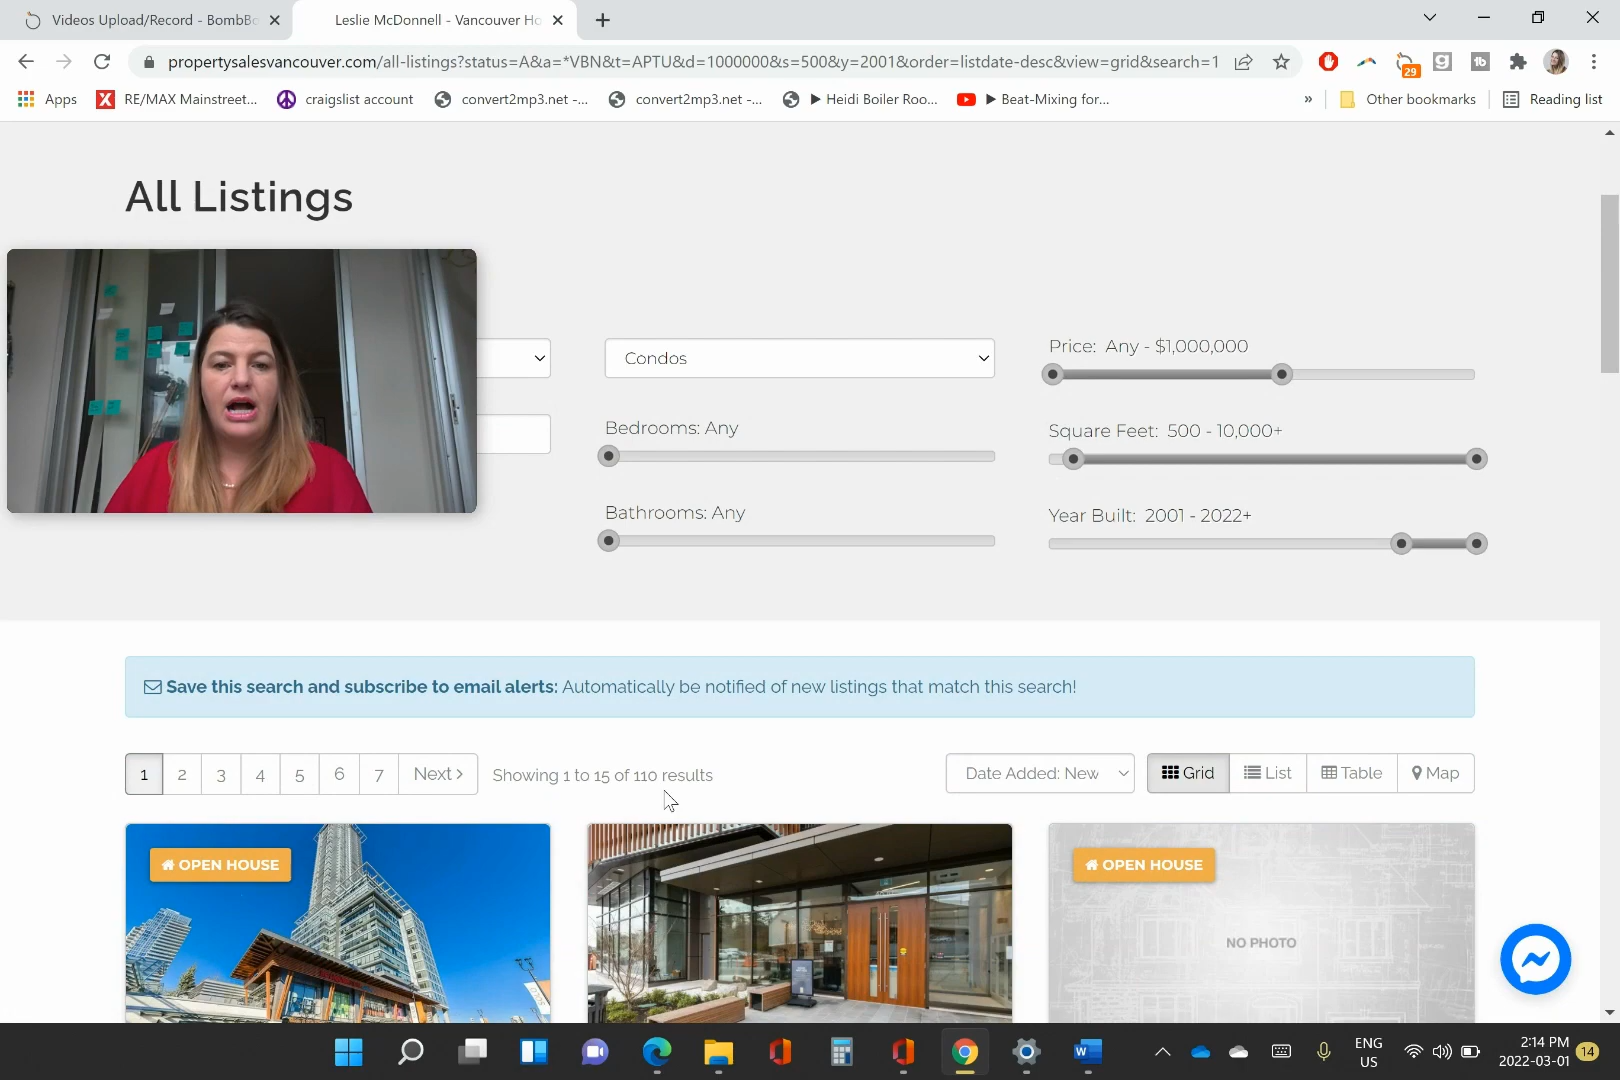 Videos Upload/Record - BombBo
Leslie McDonnell - Vancouver Ho
propertysalesvancouver.com/all-listings?status=A&a=*VBN&t=APTU&d=1000000&s=500&y=2001&order=listdate-desc&view=grid&search=1
29
Apps
RE/MAX Mainstreet...
craigslist account
convert2mp3.net -...
convert2mp3.net -...
▶ Heidi Boiler Roo...
▶ Beat-Mixing for...
»
Other bookmarks
Reading list
All Listings
Condos
Price: Any - $1,000,000
Bedrooms: Any
Square Feet: 500 - 10,000+
Bathrooms: Any
Year Built: 2001 - 2022+
Save this search and subscribe to email alerts: Automatically be notified of new listings that match this search!
1 2 3 4 5 6 7 Next ›
Showing 1 to 15 of 110 results
Date Added: New
Grid
List
Table
Map
OPEN HOUSE
OPEN HOUSE
NO PHOTO
ENG
US
2:14 PM
2022-03-01
14